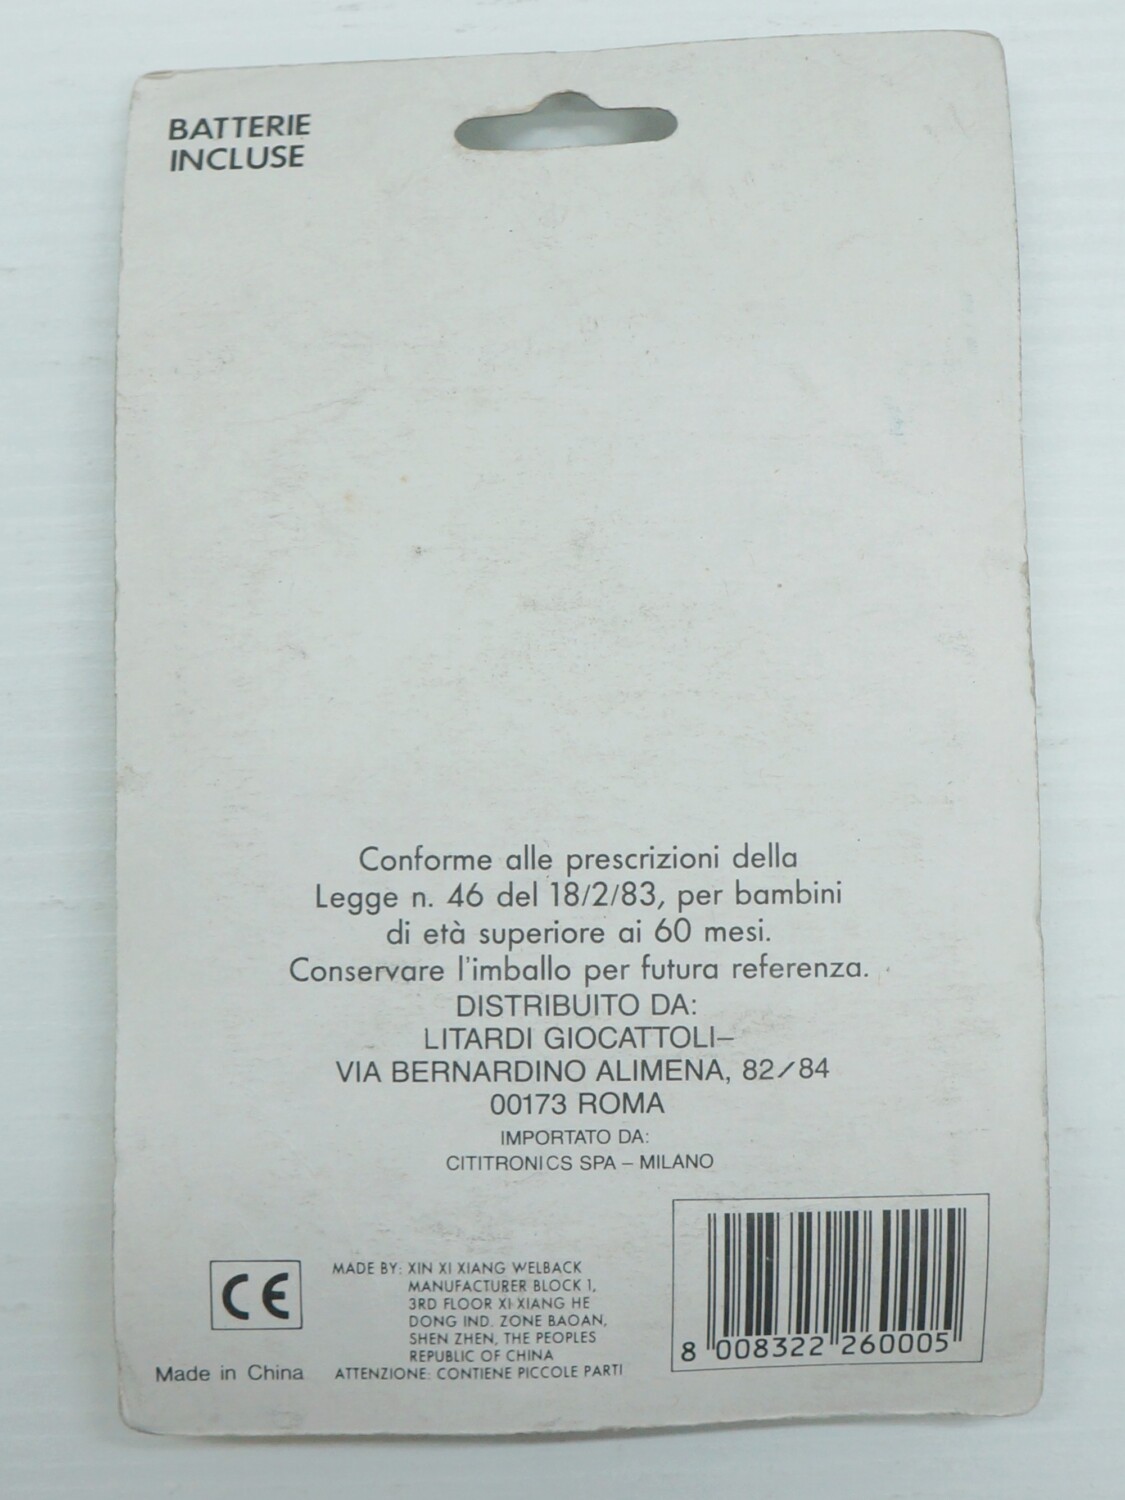 BATTERIE
INCLUSE
Conforme alle prescrizioni della
Legge n. 46 del 18/2/83, per bambini
di età superiore ai 60 mesi.
Conservare l'imballo per futura referenza.
DISTRIBUITO DA:
LITARDI GIOCATTOLI–
VIA BERNARDINO ALIMENA, 82/84
00173 ROMA
IMPORTATO DA:
CITITRONICS SPA – MILANO
CE
Made in China
MADE BY: XIN XI XIANG WELBACK
MANUFACTURER BLOCK 1,
3RD FLOOR XI XIANG HE
DONG IND. ZONE BAOAN,
SHEN ZHEN, THE PEOPLES
REPUBLIC OF CHINA
ATTENZIONE: CONTIENE PICCOLE PARTI
8 008322 260005